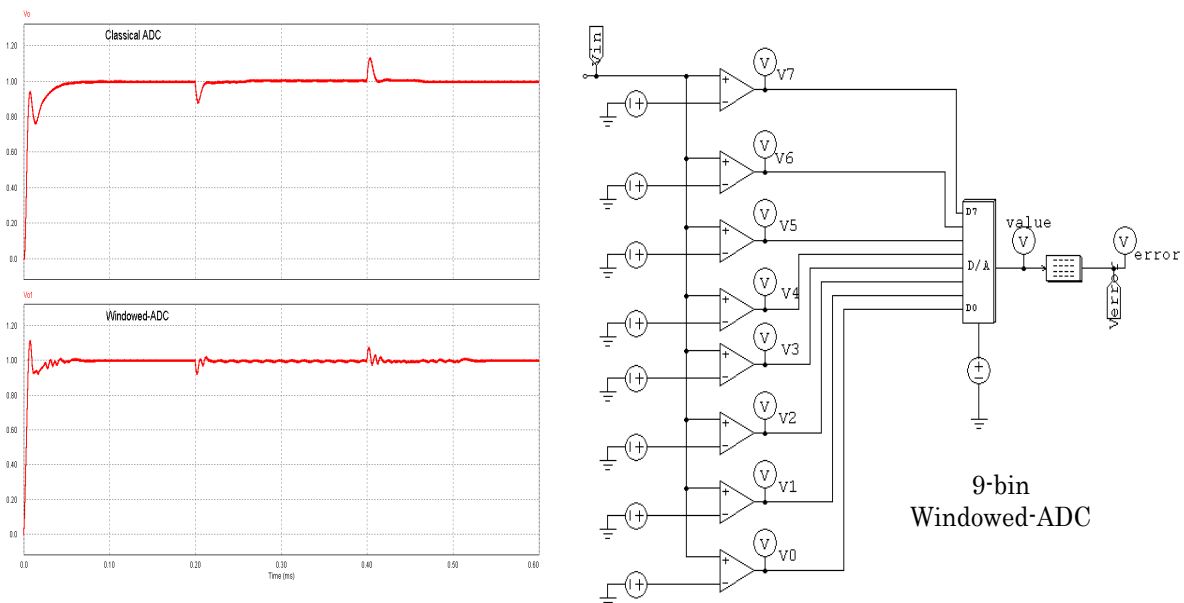 Vo
Classical ADC
1.20
1.00
0.80
0.60
0.40
0.20
0.00
Vo1
Windowed-ADC
1.20
1.00
0.80
0.60
0.40
0.20
0.0
0.0 0.10 0.20 0.30 0.40 0.50 0.60
Time (ms)
Vin
V V7
V V6
V V5
V V4
V V3
V V2
V V1
V V0
D7
D/A
D0
value
V
V
error
Verror
9-bin
Windowed-ADC